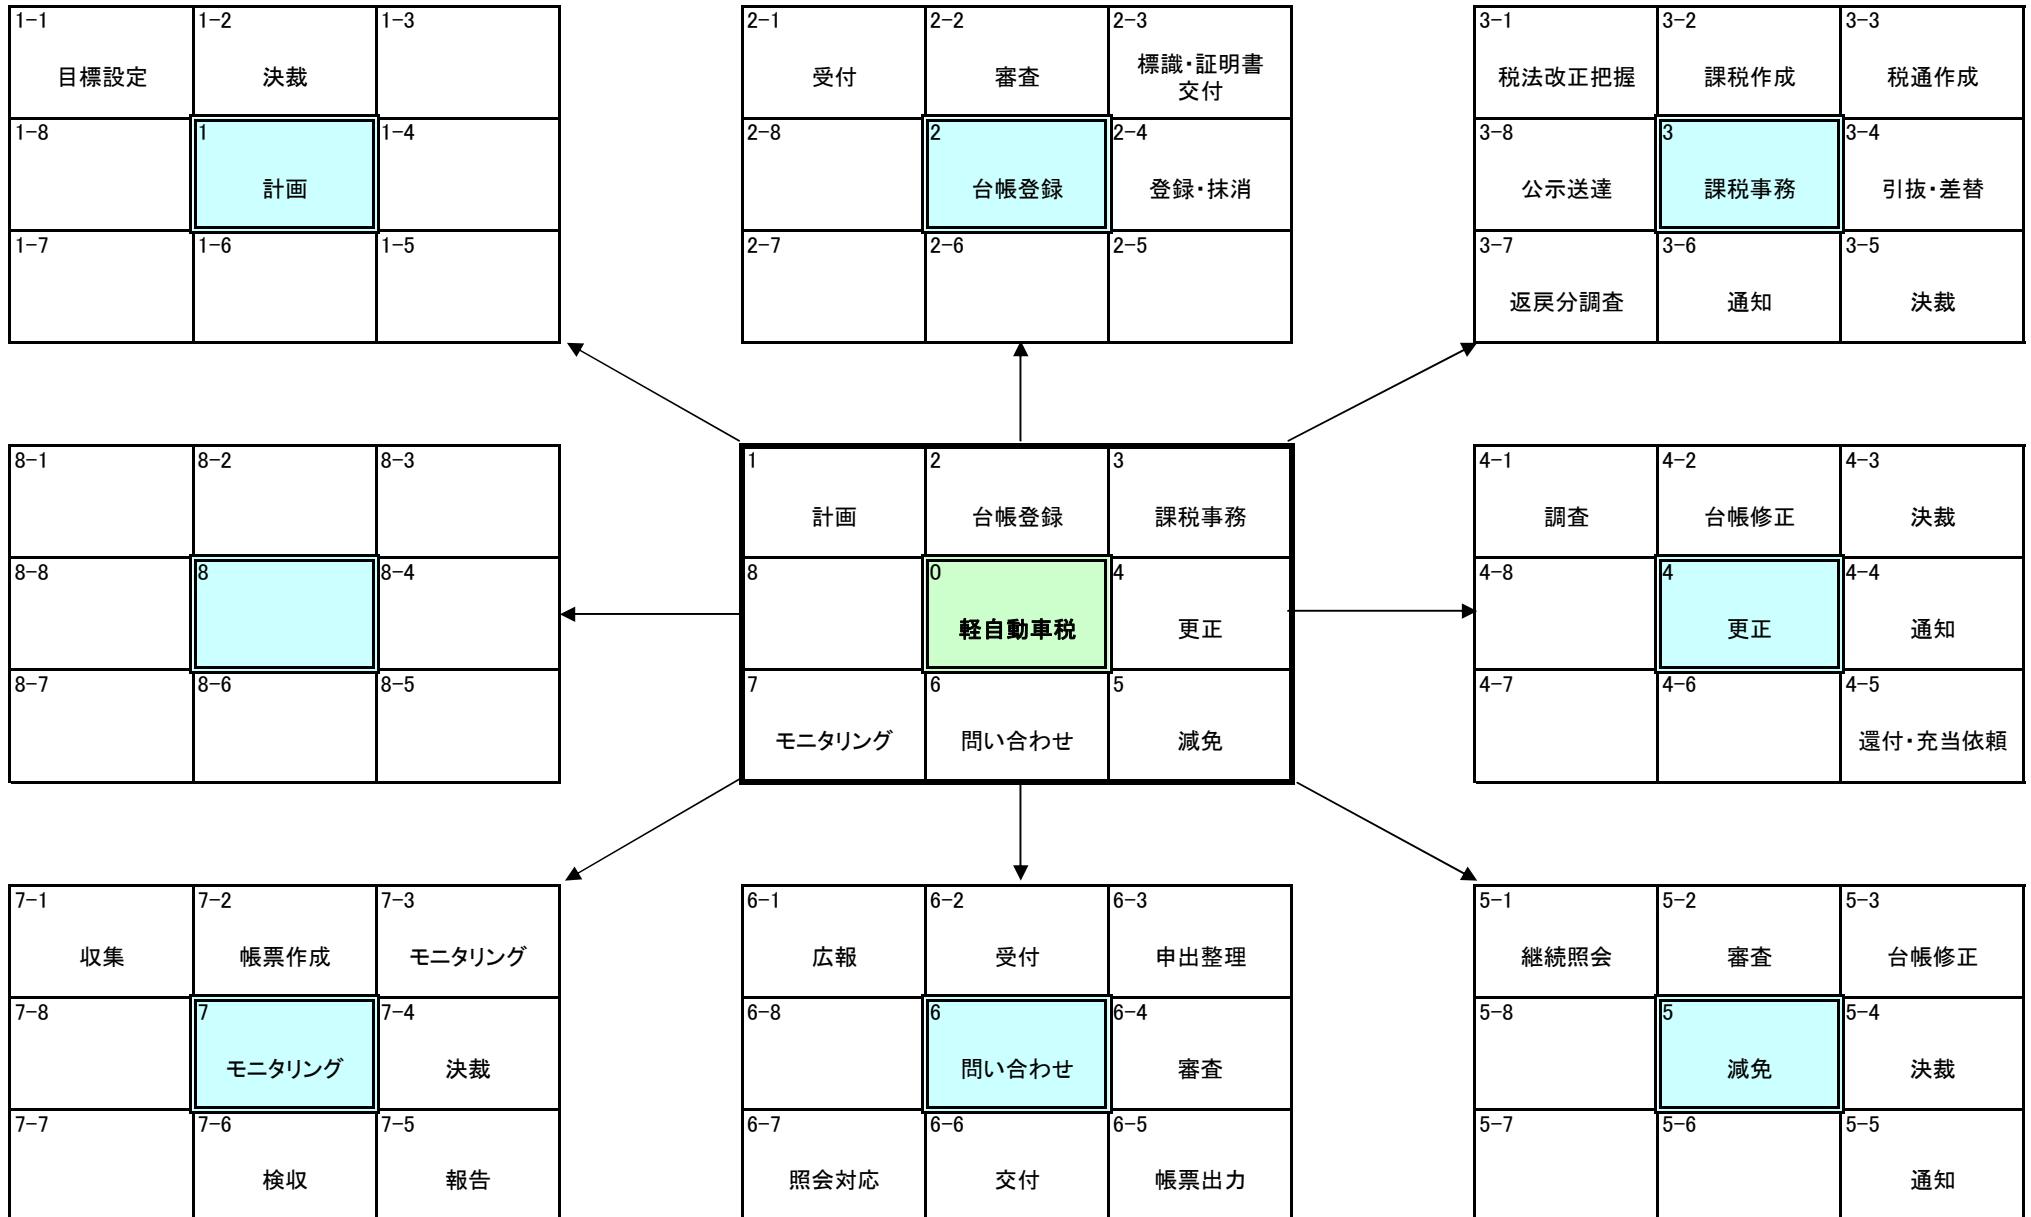 1-1 1-2 1-3
目標設定 決裁
1-8 1 1-4
計画
1-7 1-6 1-5
2-1 2-2 2-3
受付 審査 標識・証明書
交付
2-8 2 2-4
台帳登録 登録・抹消
2-7 2-6 2-5
3-1 3-2 3-3
税法改正把握 課税作成 税通作成
3-8 3 3-4
公示送達 課税事務 引抜・差替
3-7 3-6 3-5
返戻分調査 通知 決裁
8-1 8-2 8-3
8-8 8 8-4
8-7 8-6 8-5
1 2 3
計画 台帳登録 課税事務
8 0 4
軽自動車税 更正
7 6 5
モニタリング 問い合わせ 減免
4-1 4-2 4-3
調査 台帳修正 決裁
4-8 4 4-4
更正 通知
4-7 4-6 4-5
還付・充当依頼
7-1 7-2 7-3
収集 帳票作成 モニタリング
7-8 7 7-4
モニタリング 決裁
7-7 7-6 7-5
検収 報告
6-1 6-2 6-3
広報 受付 申出整理
6-8 6 6-4
問い合わせ 審査
6-7 6-6 6-5
照会対応 交付 帳票出力
5-1 5-2 5-3
継続照会 審査 台帳修正
5-8 5 5-4
減免 決裁
5-7 5-6 5-5
通知